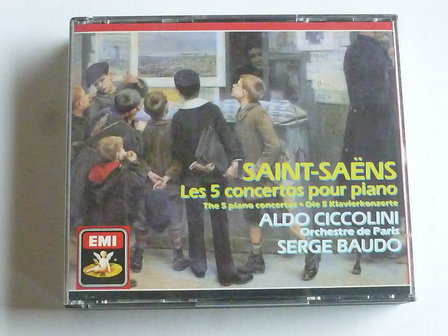 SAINT-SAËNS
Les 5 concertos pour piano
The 5 piano concertos • Die 5 Klavierkonzerte
ALDO CICCOLINI
Orchestre de Paris
SERGE BAUDO
EMI